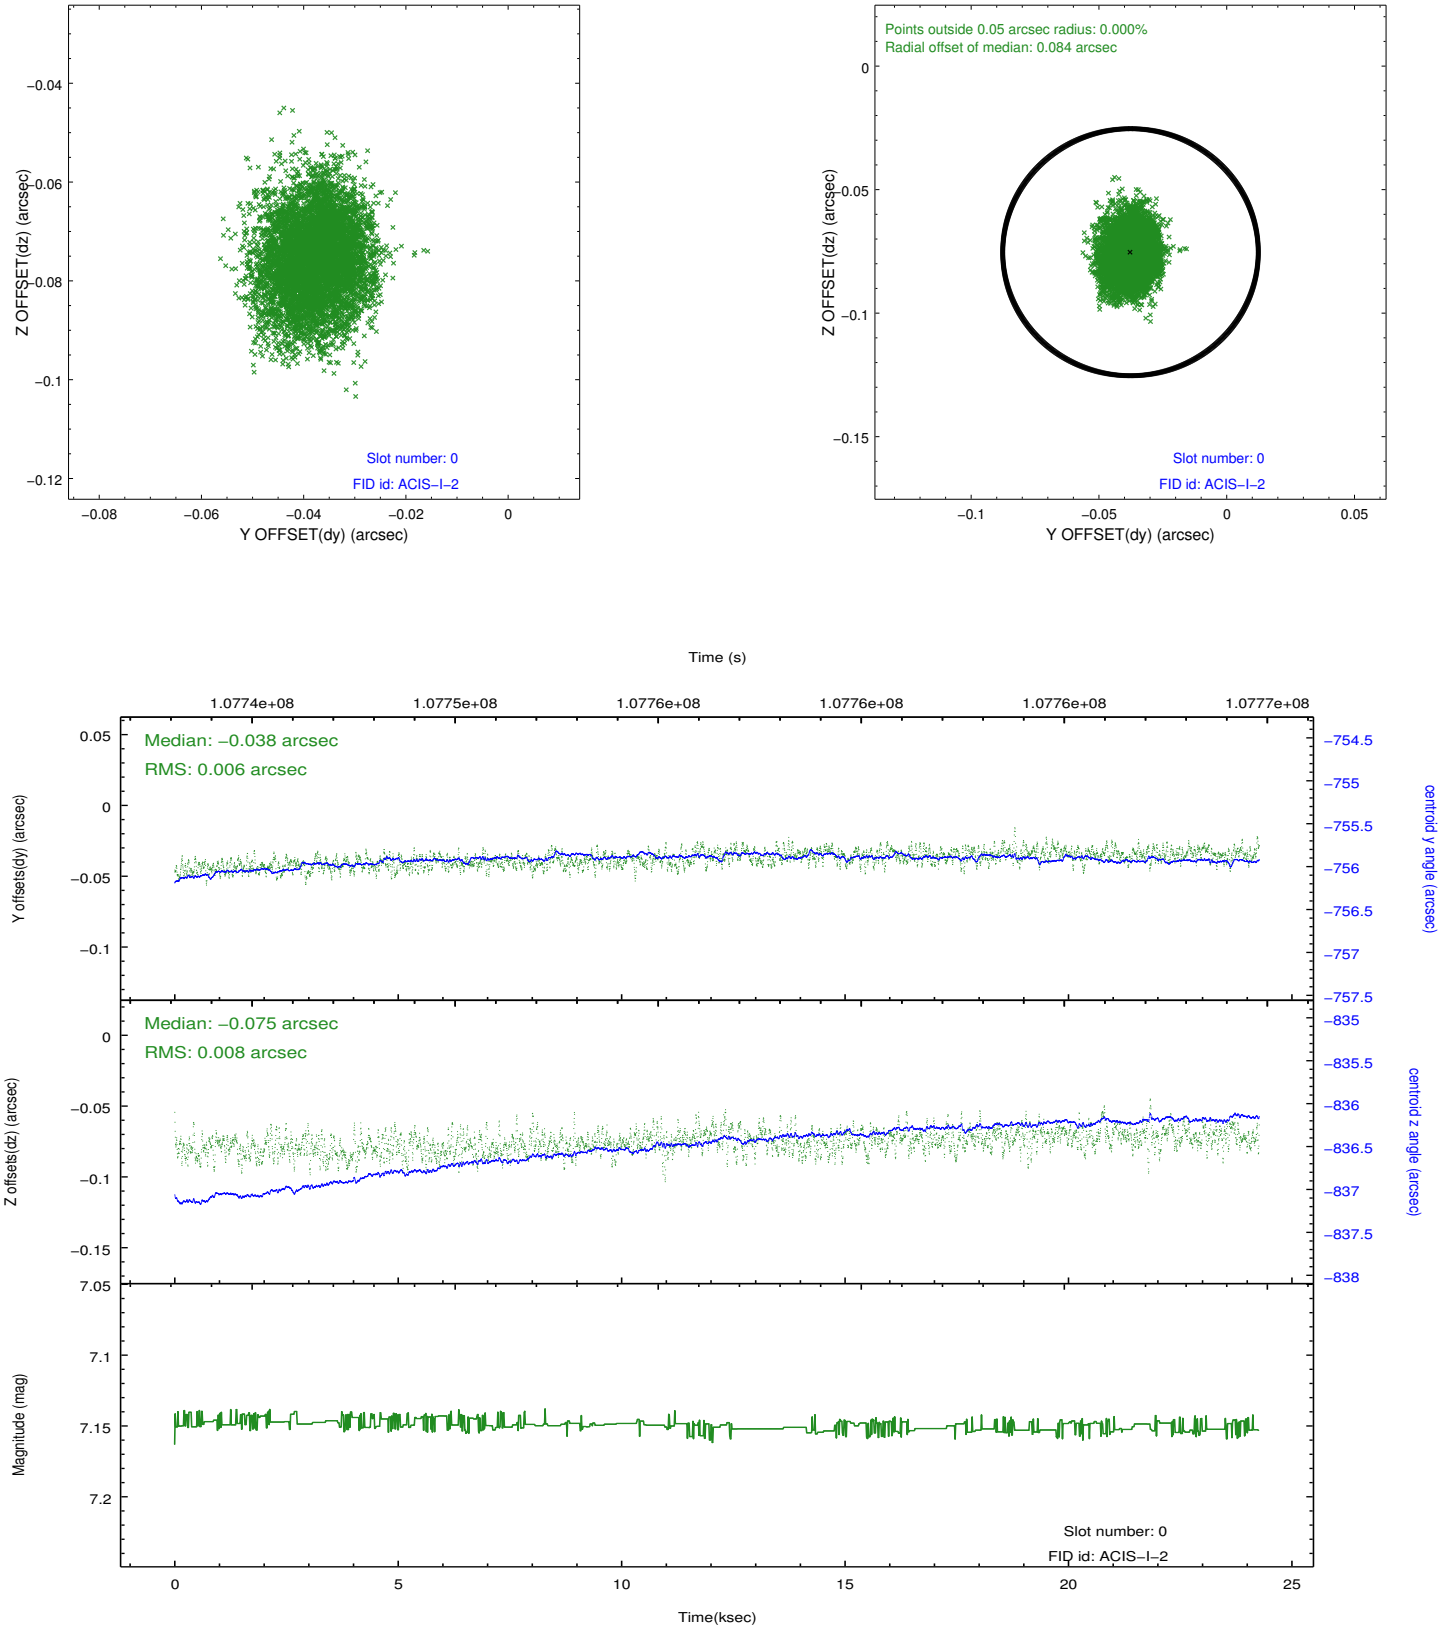 −0.04
−0.06
−0.08
−0.1
−0.12
Z OFFSET(dz) (arcsec)
Slot number: 0
FID id: ACIS−I−2
−0.08 −0.06 −0.04 −0.02 0
Y OFFSET(dy) (arcsec)
Points outside 0.05 arcsec radius: 0.000%
Radial offset of median: 0.084 arcsec
0
−0.05
−0.1
−0.15
Z OFFSET(dz) (arcsec)
Slot number: 0
FID id: ACIS−I−2
−0.1 −0.05 0 0.05
Y OFFSET(dy) (arcsec)
Time (s)
1.0774e+08 1.0775e+08 1.0776e+08 1.0776e+08 1.0776e+08 1.0777e+08
Median: −0.038 arcsec
RMS: 0.006 arcsec
0.05
0
−0.05
−0.1
Y offsets(dy) (arcsec)
−754.5
−755
−755.5
−756
−756.5
−757
−757.5
centroid y angle (arcsec)
Median: −0.075 arcsec
RMS: 0.008 arcsec
0
−0.05
−0.1
−0.15
Z offsets(dz) (arcsec)
−835
−835.5
−836
−836.5
−837
−837.5
−838
centroid z angle (arcsec)
7.05
7.1
7.15
7.2
Magnitude (mag)
Slot number: 0
FID id: ACIS−I−2
0 5 10 15 20 25
Time(ksec)